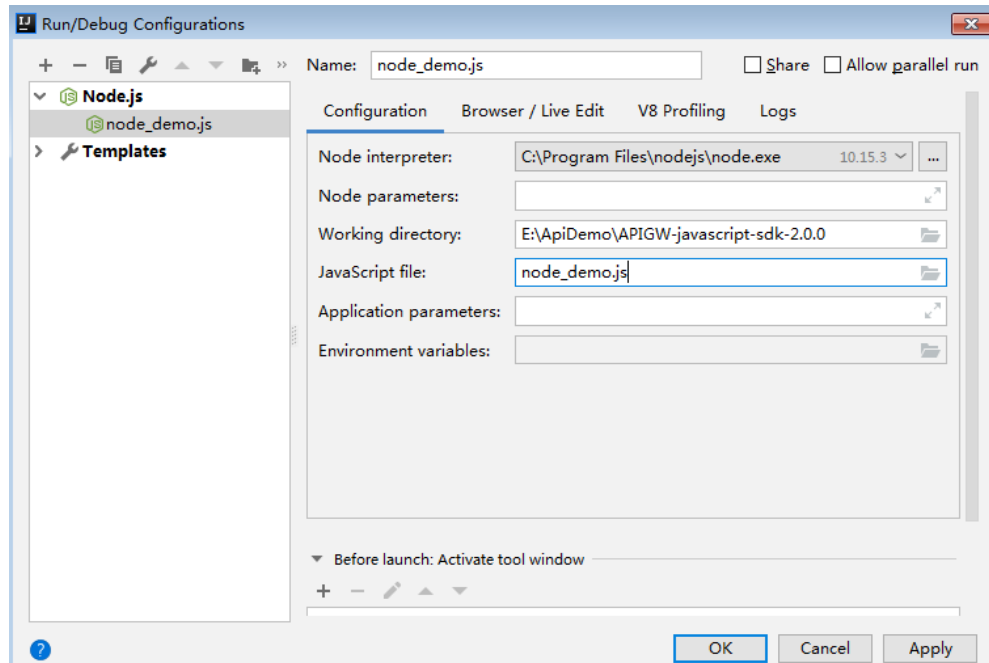 Run/Debug Configurations
Name: node_demo.js Share Allow parallel run
Node.js
node_demo.js
Templates
Configuration Browser / Live Edit V8 Profiling Logs
Node interpreter: C:\Program Files\nodejs\node.exe 10.15.3 ...
Node parameters:
Working directory: E:\ApiDemo\APIGW-javascript-sdk-2.0.0
JavaScript file: node_demo.js
Application parameters:
Environment variables:
Before launch: Activate tool window
OK Cancel Apply